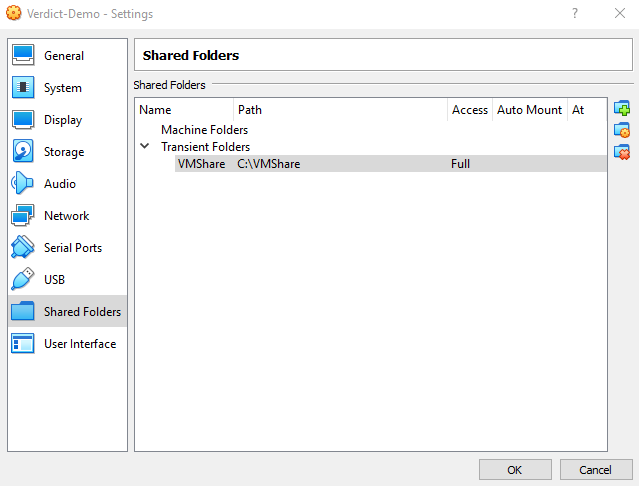 Verdict-Demo - Settings ? ×
General
System
Display
Storage
Audio
Network
Serial Ports
USB
Shared Folders
User Interface
Shared Folders
Shared Folders
Name Path Access Auto Mount At
Machine Folders
Transient Folders
VMShare C:\VMShare Full
OK Cancel